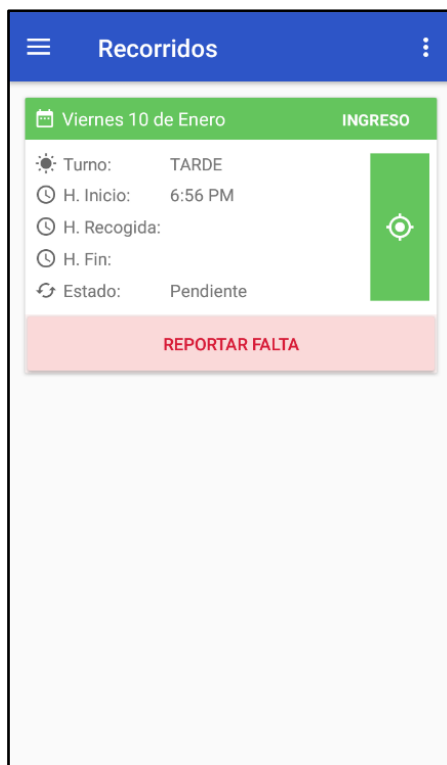 Recorridos
Viernes 10 de Enero INGRESO
Turno: TARDE
H. Inicio: 6:56 PM
H. Recogida:
H. Fin:
Estado: Pendiente
REPORTAR FALTA